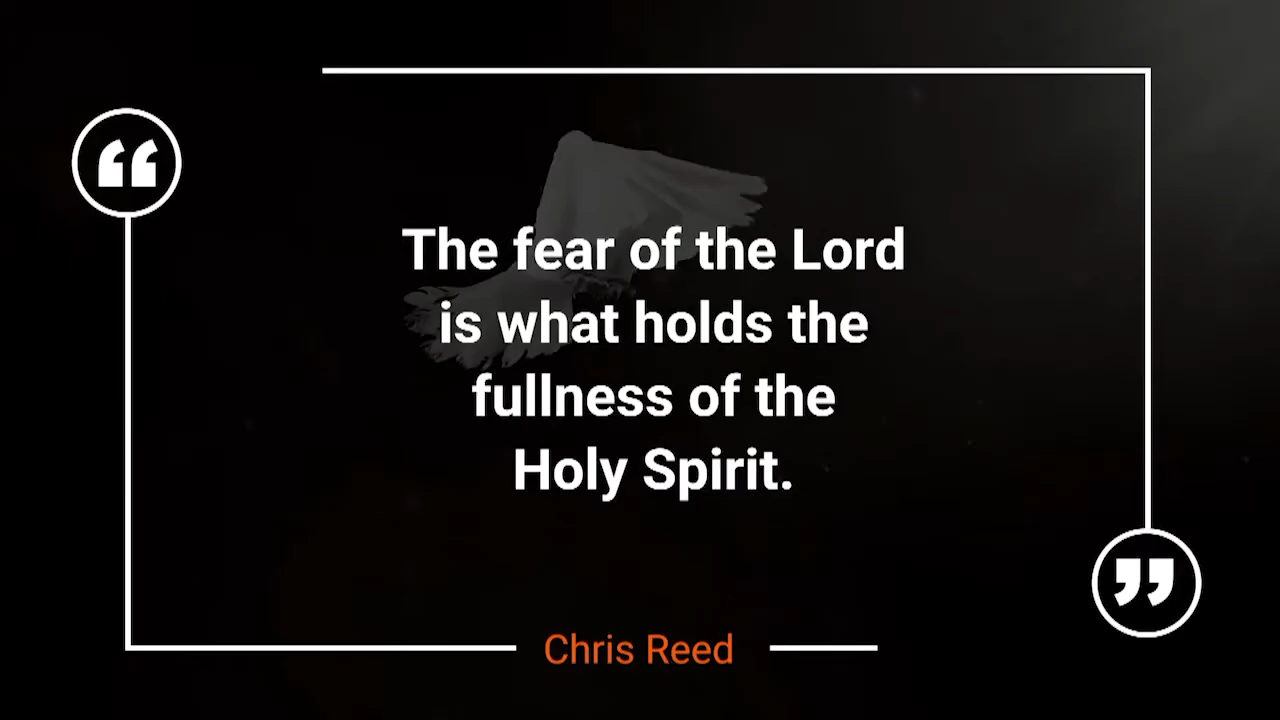 “
The fear of the Lord
is what holds the
fullness of the
Holy Spirit.
”
Chris Reed